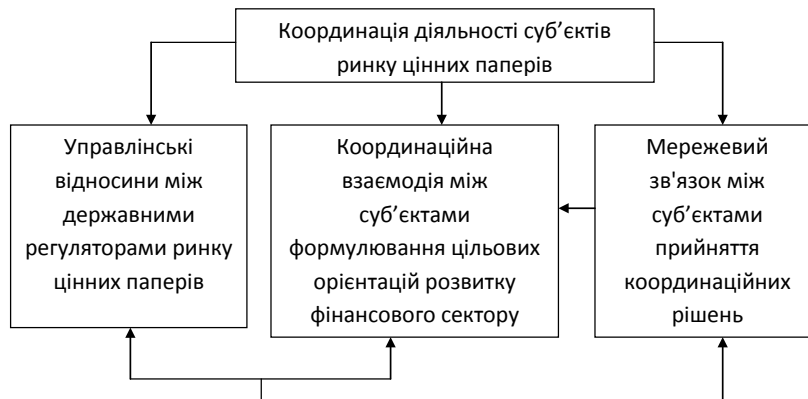 Координація діяльності суб’єктів
ринку цінних паперів
Управлінські
відносини між
державними
регуляторами ринку
цінних паперів
Координаційна
взаємодія між
суб’єктами
формулювання цільових
орієнтацій розвитку
фінансового сектору
Мережевий
зв'язок між
суб’єктами
прийняття
координаційних
рішень